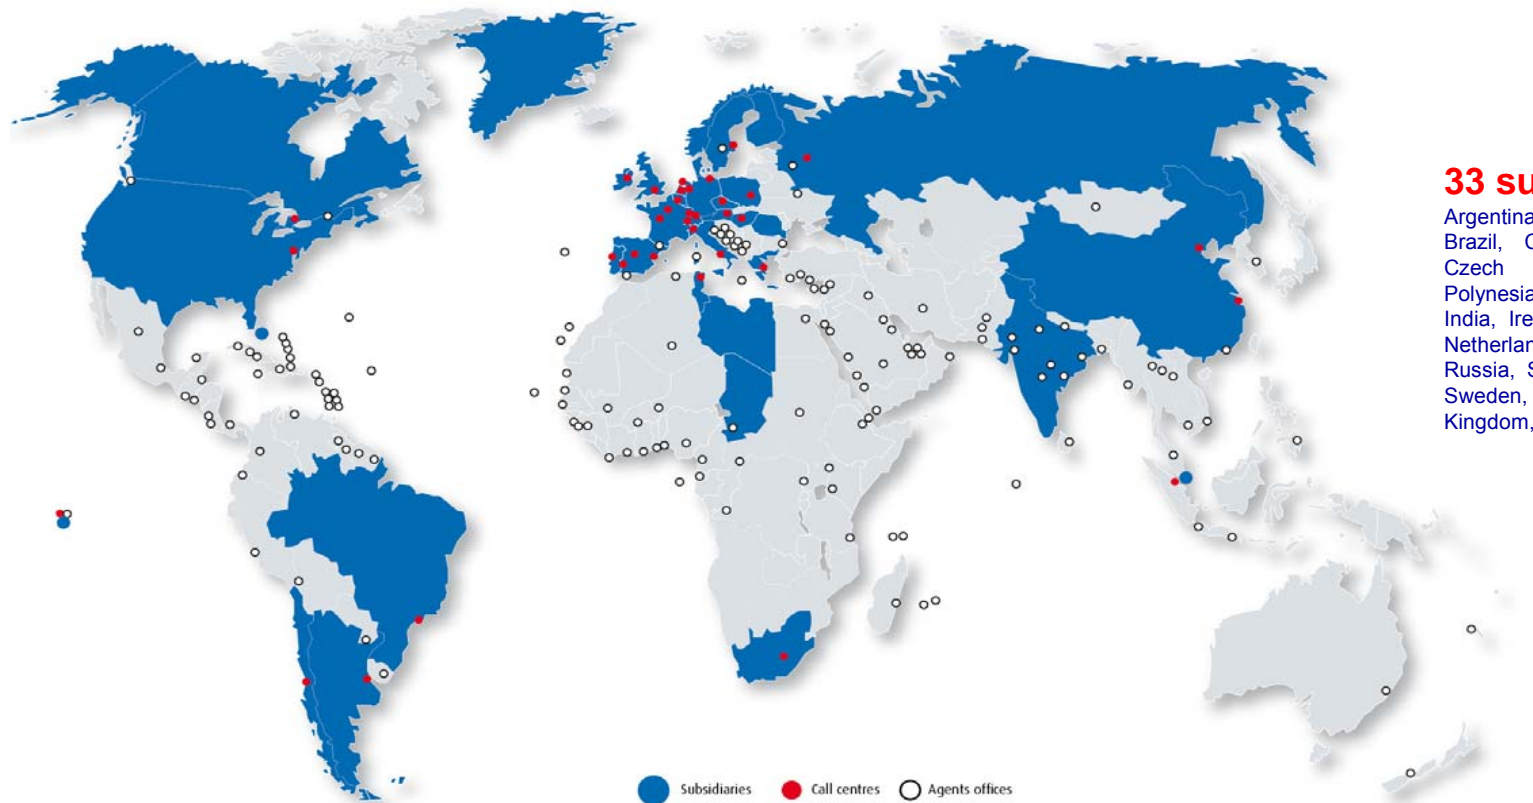 33 su
Argentina
Brazil, C
Czech
Polynesia
India, Ire
Netherlan
Russia, S
Sweden,
Kingdom,
Subsidiaries Call centres Agents offices